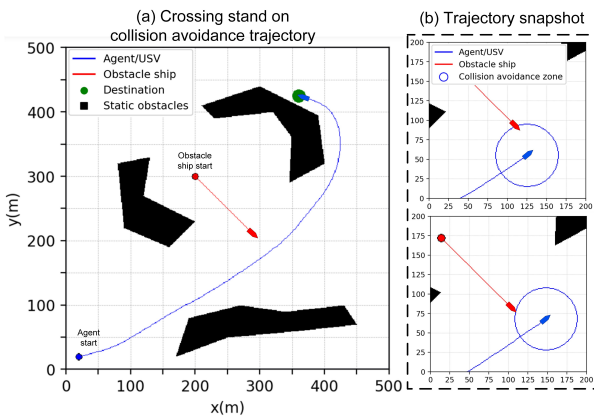 (a) Crossing stand on
collision avoidance trajectory
(b) Trajectory snapshot
500
400
300
200
100
0
y(m)
Agent/USV
Obstacle ship
Destination
Static obstacles
Obstacle
ship start
Agent
start
0 100 200 300 400 500
x(m)
200
175
150
125
100
75
50
25
0
Agent/USV
Obstacle ship
Collision avoidance zone
0 25 50 75 100 125 150 175 200
200
175
150
125
100
75
50
25
0
0 25 50 75 100 125 150 175 200